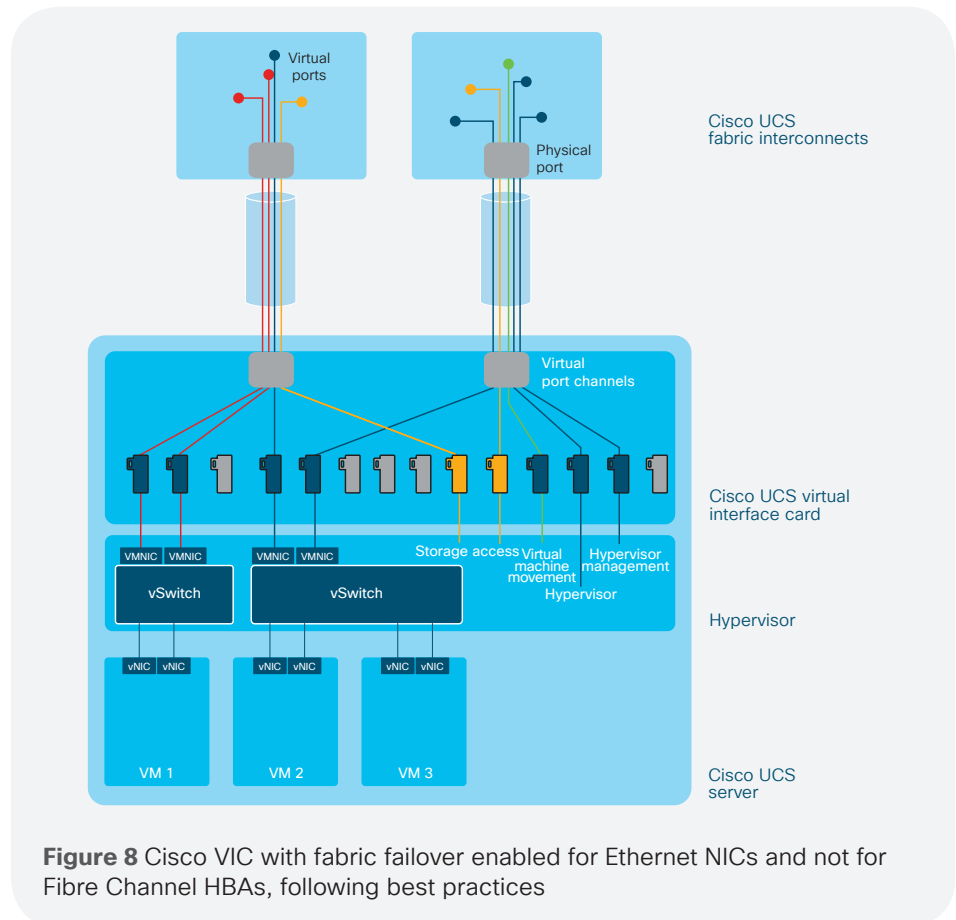 Virtual
ports
Cisco UCS
fabric interconnects
Physical
port
Virtual
port channels
Cisco UCS virtual
interface card
Storage access
Virtual
machine
movement
Hypervisor
management
Hypervisor
VMNIC VMNIC
VMNIC VMNIC
vSwitch
vSwitch
Hypervisor
vNIC vNIC
vNIC vNIC
vNIC vNIC
VM 1
VM 2
VM 3
Cisco UCS
server
Figure 8 Cisco VIC with fabric failover enabled for Ethernet NICs and not for
Fibre Channel HBAs, following best practices